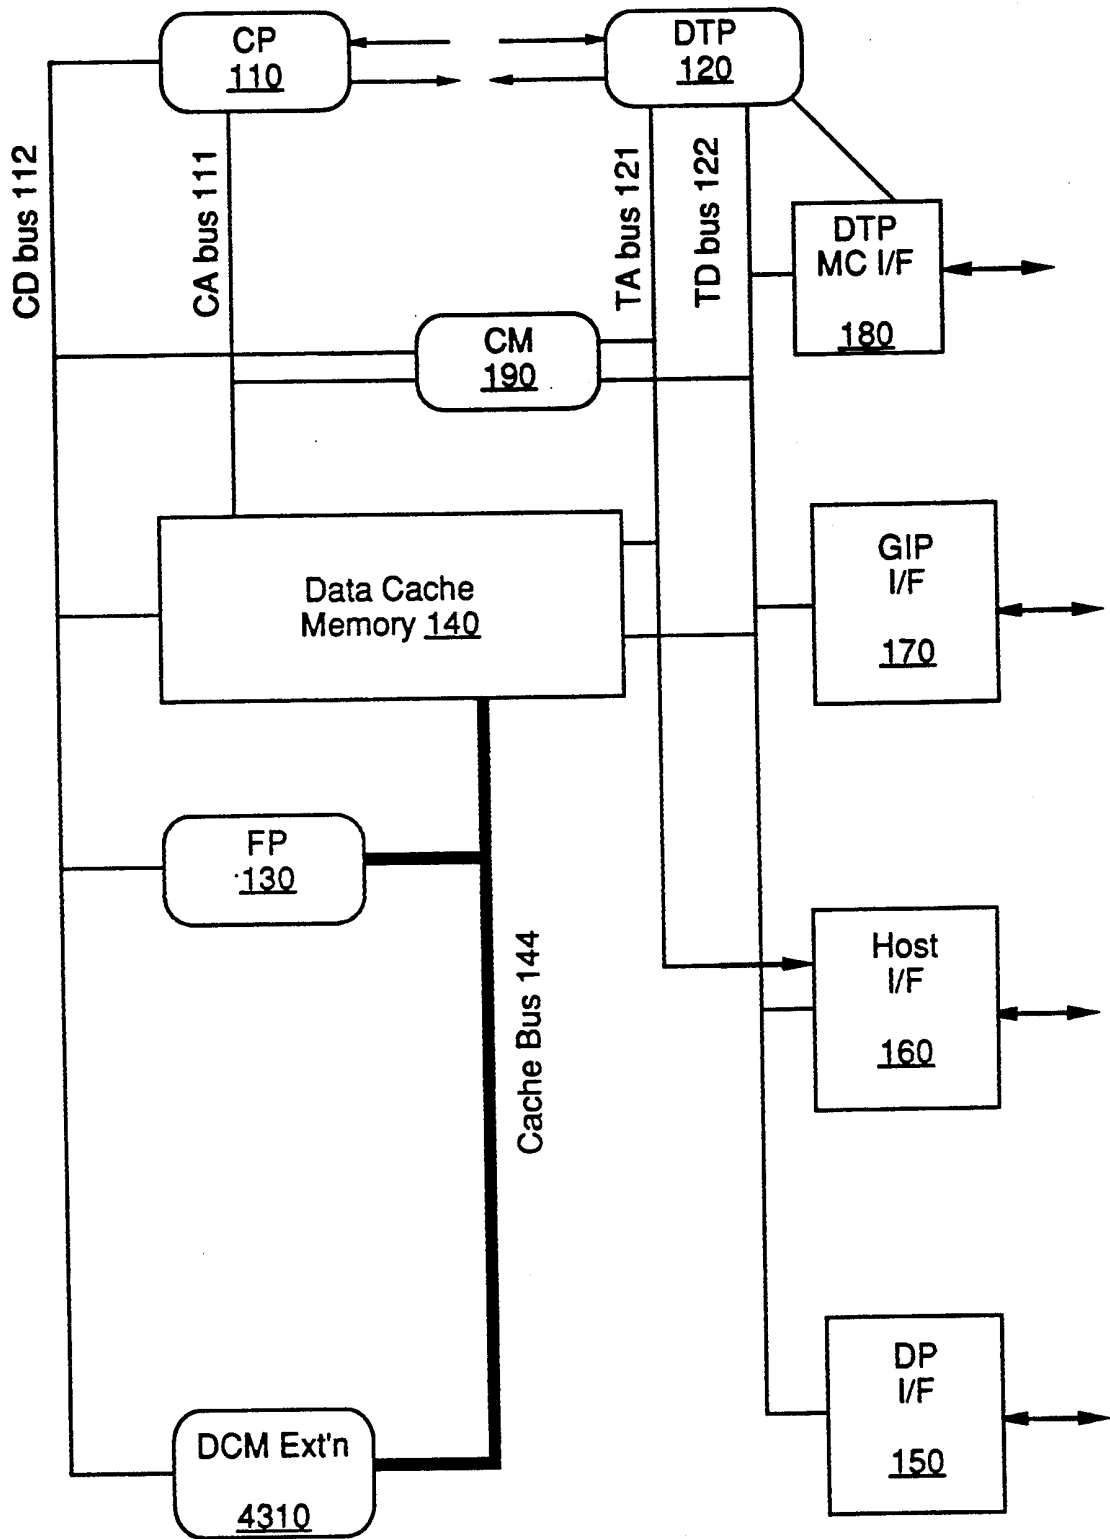 CP
110
DTP
120
CD bus 112
CA bus 111
TA bus 121
TD bus 122
DTP
MC I/F
180
CM
190
Data Cache
Memory 140
GIP
I/F
170
FP
130
Cache Bus 144
Host
I/F
160
DP
I/F
150
DCM Ext'n
4310